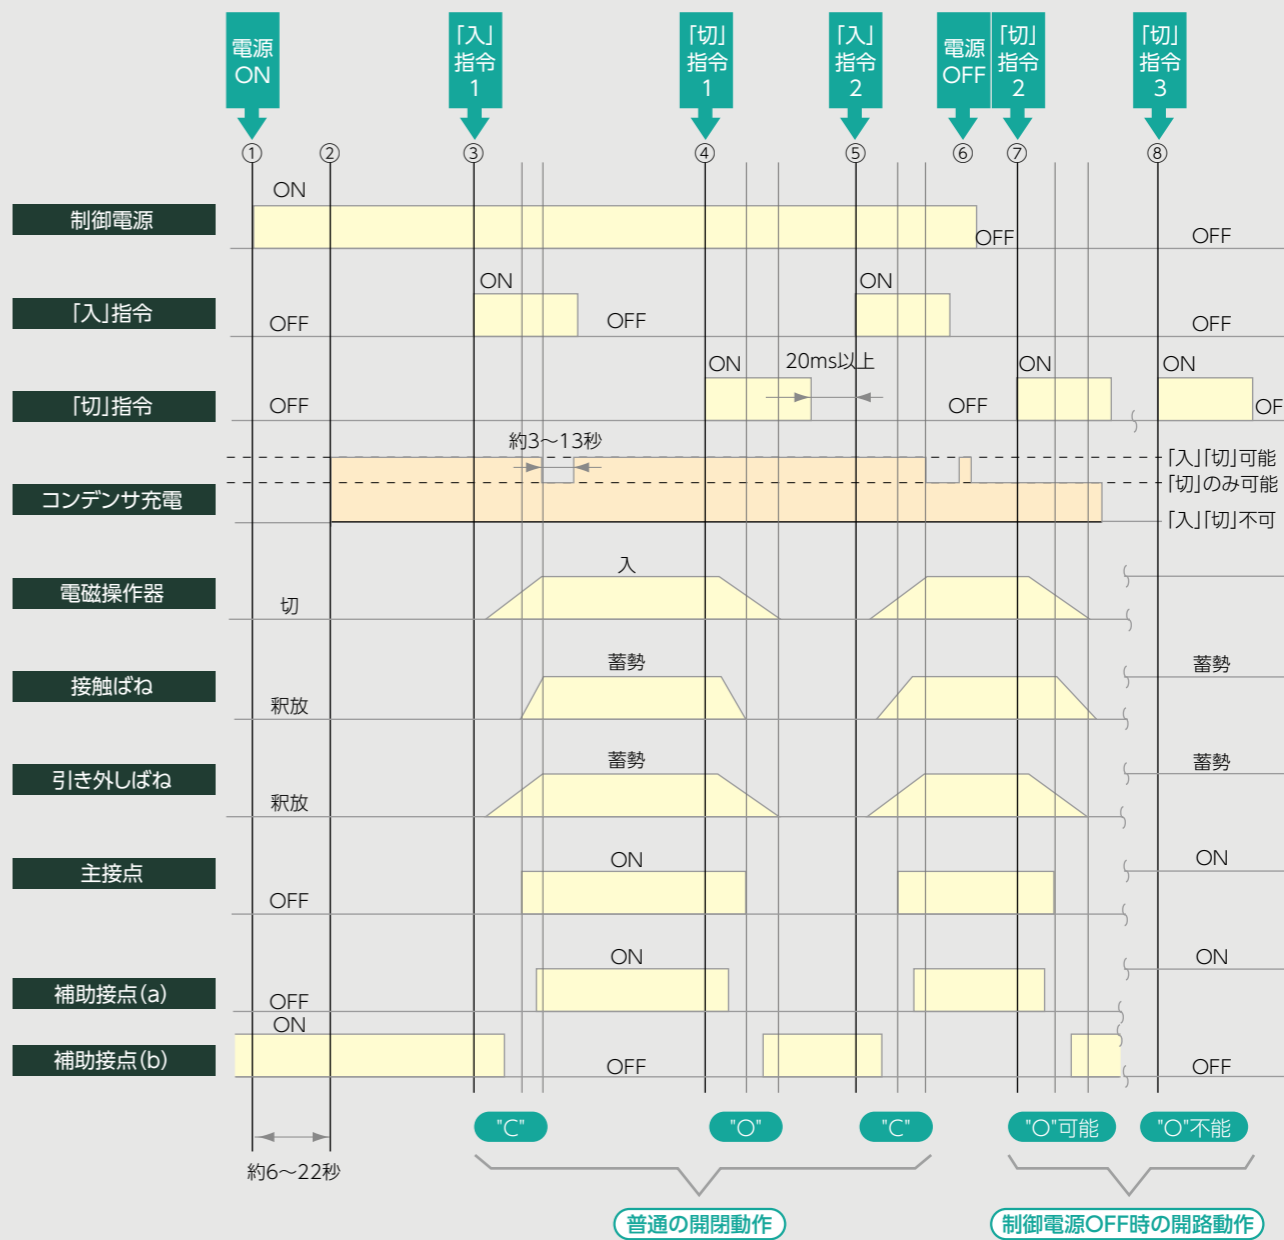 電源
ON
「入」
指令
1
「切」
指令
1
「入」
指令
2
電源
OFF
「切」
指令
2
「切」
指令
3
① ② ③ ④ ⑤ ⑥ ⑦ ⑧
制御電源
ON
OFF
OFF
「入」指令
OFF
ON
OFF
ON
OFF
「切」指令
OFF
ON
20ms以上
OFF
ON
ON
OF
コンデンサ充電
約3〜13秒
「入」「切」可能
「切」のみ可能
「入」「切」不可
電磁操作器
切
入
接触ばね
釈放
蓄勢
蓄勢
引き外しばね
釈放
蓄勢
蓄勢
主接点
OFF
ON
ON
補助接点(a)
OFF
ON
ON
補助接点(b)
ON
OFF
OFF
"C" "O" "C" "O"可能 "O"不能
約6〜22秒
普通の開閉動作
制御電源OFF時の開路動作